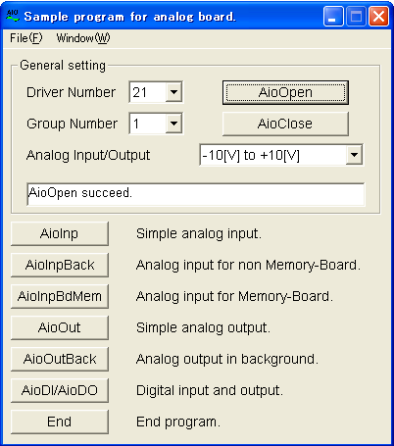 AIO Sample program for analog board.
File(F) Window(W)
General setting
Driver Number 21 AioOpen
Group Number 1 AioClose
Analog Input/Output -10[V] to +10[V]
AioOpen succeed.
AioInp Simple analog input.
AioInpBack Analog input for non Memory-Board.
AioInpBdMem Analog input for Memory-Board.
AioOut Simple analog output.
AioOutBack Analog output in background.
AioDI/AioDO Digital input and output.
End End program.